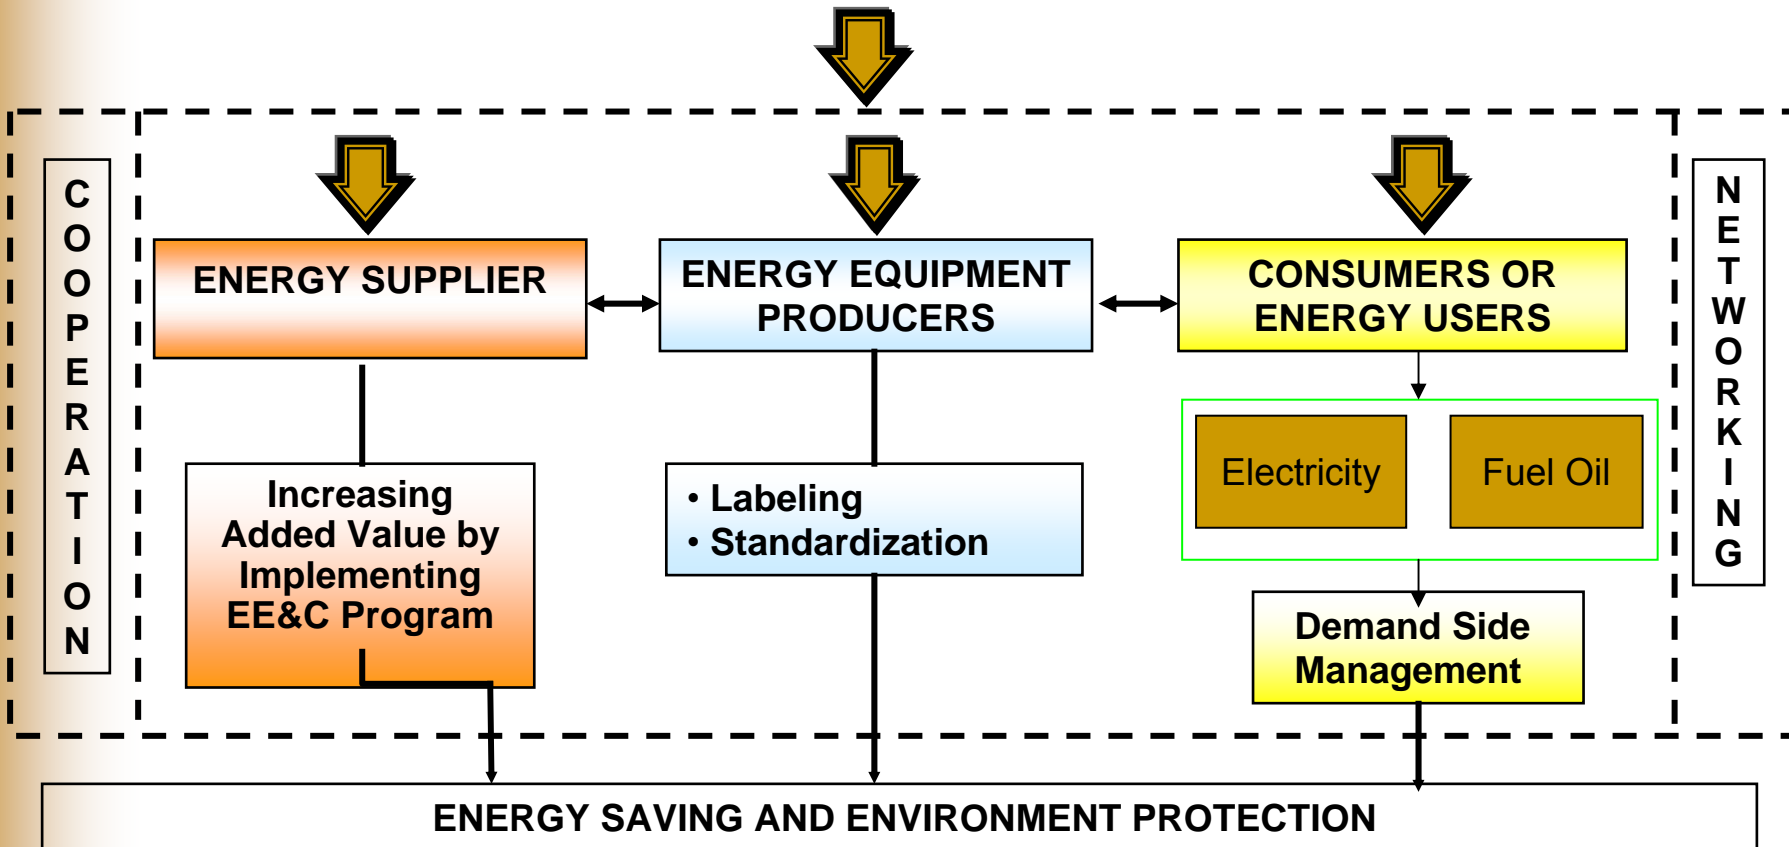 COOPERATION
ENERGY SUPPLIER
ENERGY EQUIPMENT
PRODUCERS
CONSUMERS OR
ENERGY USERS
NETWORKING
Increasing
Added Value by
Implementing
EE&C Program
• Labeling
• Standardization
Electricity
Fuel Oil
Demand Side
Management
ENERGY SAVING AND ENVIRONMENT PROTECTION